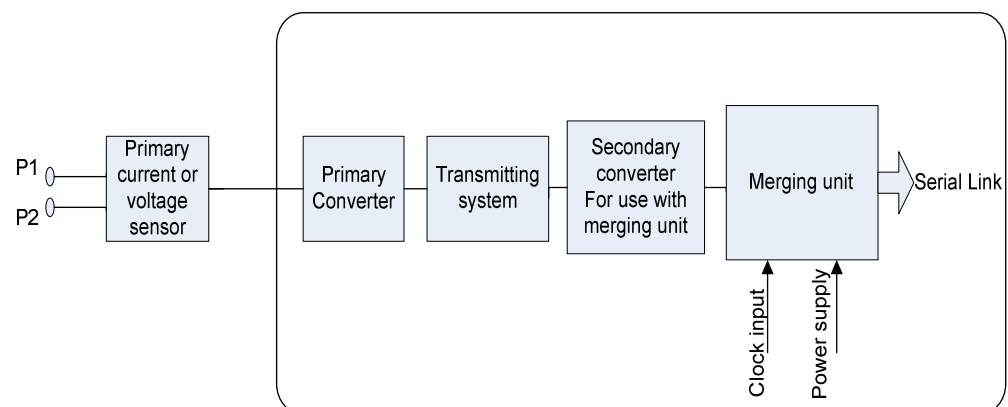 P1
P2
Primary
current or
voltage
sensor
Primary
Converter
Transmitting
system
Secondary
converter
For use with
merging unit
Merging unit
Serial Link
Clock input
Power supply